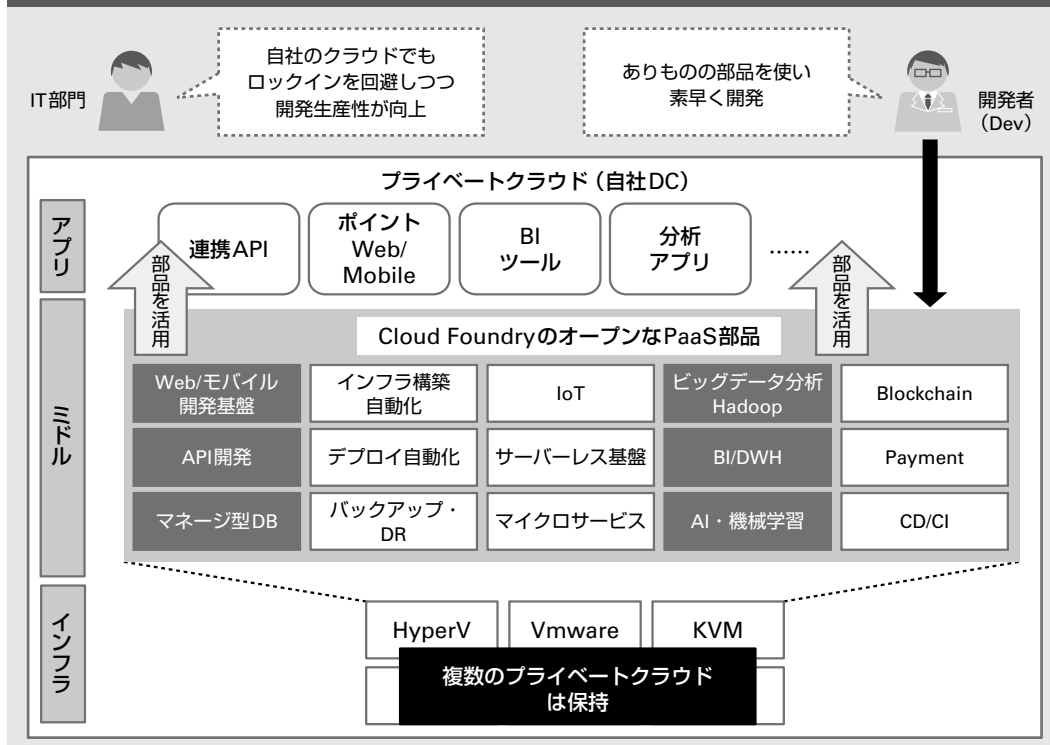 IT部門
自社のクラウドでも
ロックインを回避しつつ
開発生産性が向上
ありものの部品を使い
素早く開発
開発者
（Dev）
プライベートクラウド（自社DC）
アプリ
連携API
ポイント
Web/
Mobile
BI
ツール
分析
アプリ
……
部品を活用
部品を活用
ミドル
Cloud FoundryのオープンなPaaS部品
Web/モバイル
開発基盤
インフラ構築
自動化
IoT
ビッグデータ分析
Hadoop
Blockchain
API開発
デプロイ自動化
サーバーレス基盤
BI/DWH
Payment
マネージ型DB
バックアップ・
DR
マイクロサービス
AI・機械学習
CD/CI
インフラ
HyperV
Vmware
KVM
複数のプライベートクラウド
は保持